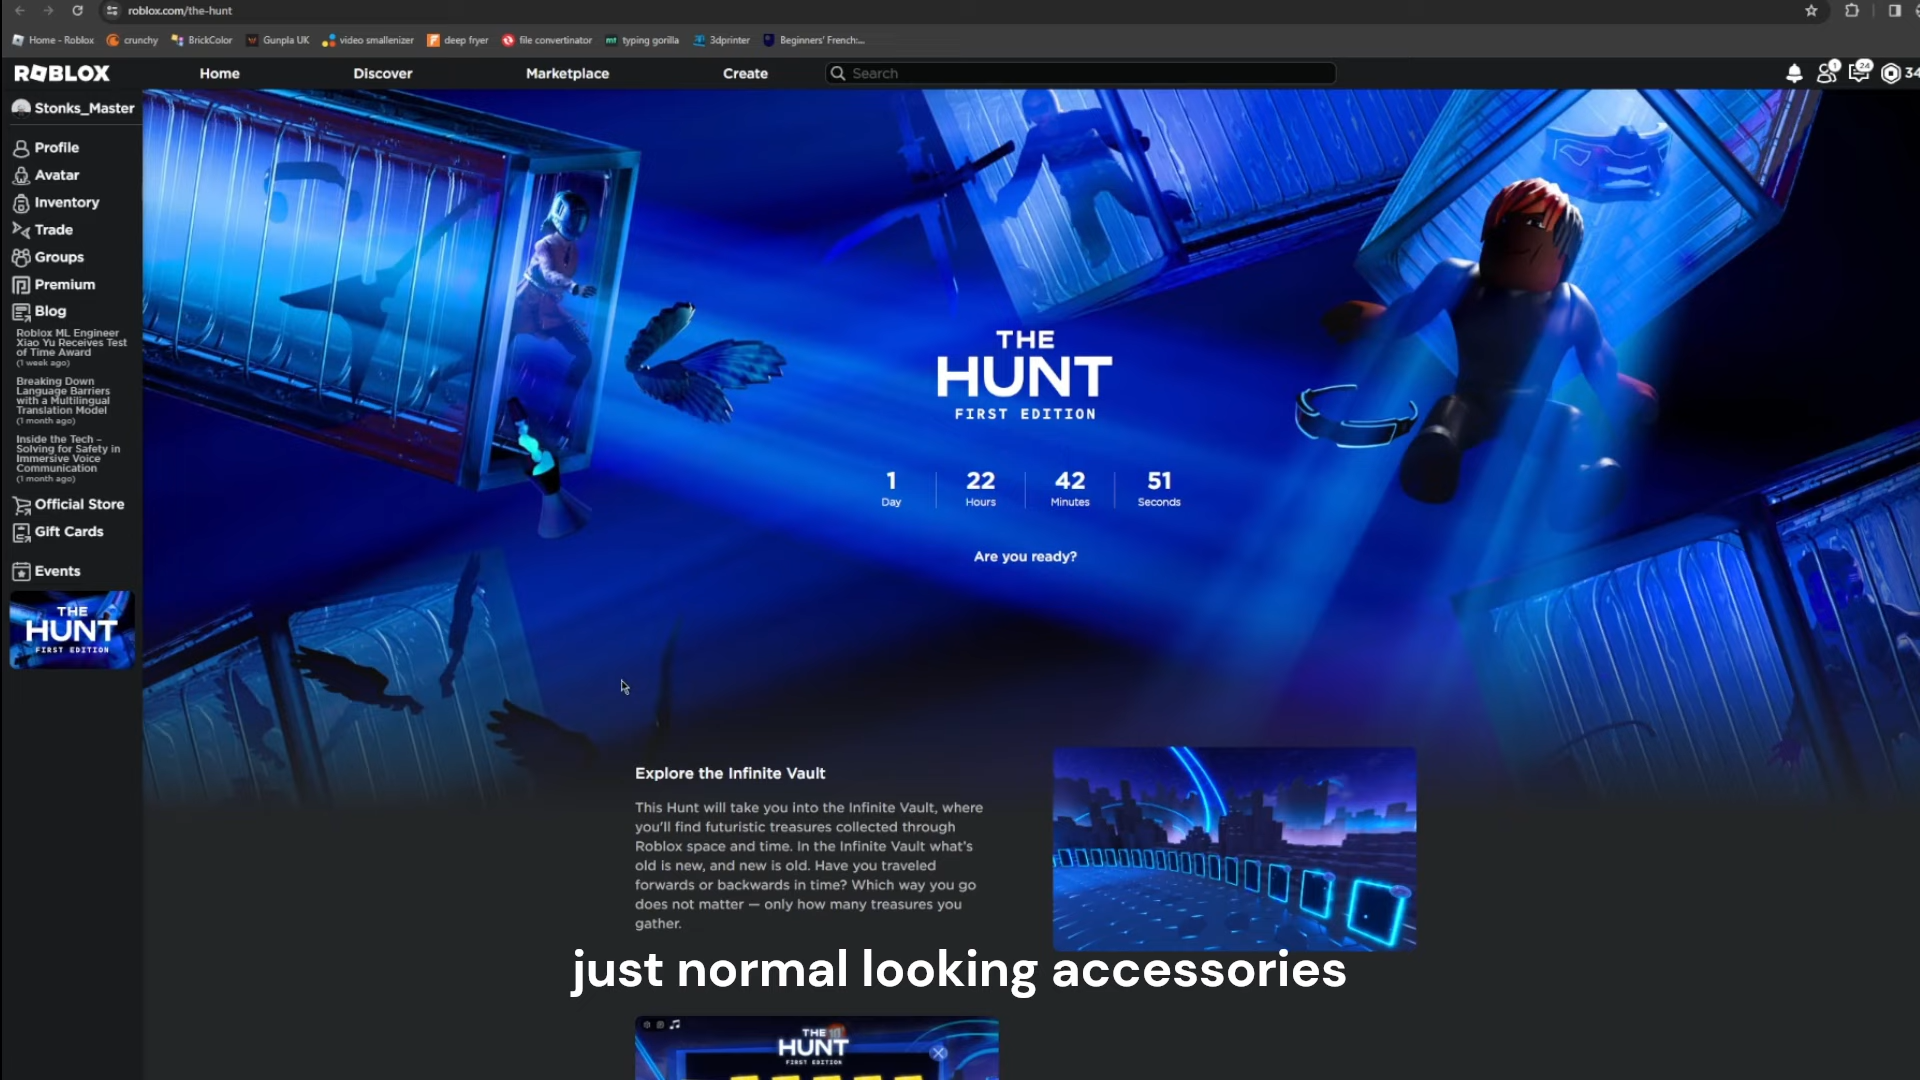 roblox.com/the-hunt
Home - Roblox
crunchy
BrickColor
Gunpla UK
video smallenizer
deep fryer
file convertinator
typing gorilla
3dprinter
Beginners' French:...
ROBLOX
Home
Discover
Marketplace
Create
Search
1
24
34
Stonks_Master
Profile
Avatar
Inventory
Trade
Groups
Premium
Blog
Roblox ML Engineer
Xiao Yu Receives Test
of Time Award
(1 week ago)
Breaking Down
Language Barriers
with a Multilingual
Translation Model
(1 month ago)
Inside the Tech –
Solving for Safety in
Immersive Voice
Communication
(1 month ago)
Official Store
Gift Cards
Events
THE
HUNT
FIRST EDITION
THE
HUNT
FIRST EDITION
1 22 42 51
Day Hours Minutes Seconds
Are you ready?
Explore the Infinite Vault
This Hunt will take you into the Infinite Vault, where
you'll find futuristic treasures collected through
Roblox space and time. In the Infinite Vault what's
old is new, and new is old. Have you traveled
forwards or backwards in time? Which way you go
does not matter — only how many treasures you
gather.
just normal looking accessories
THE
HUNT
FIRST EDITION